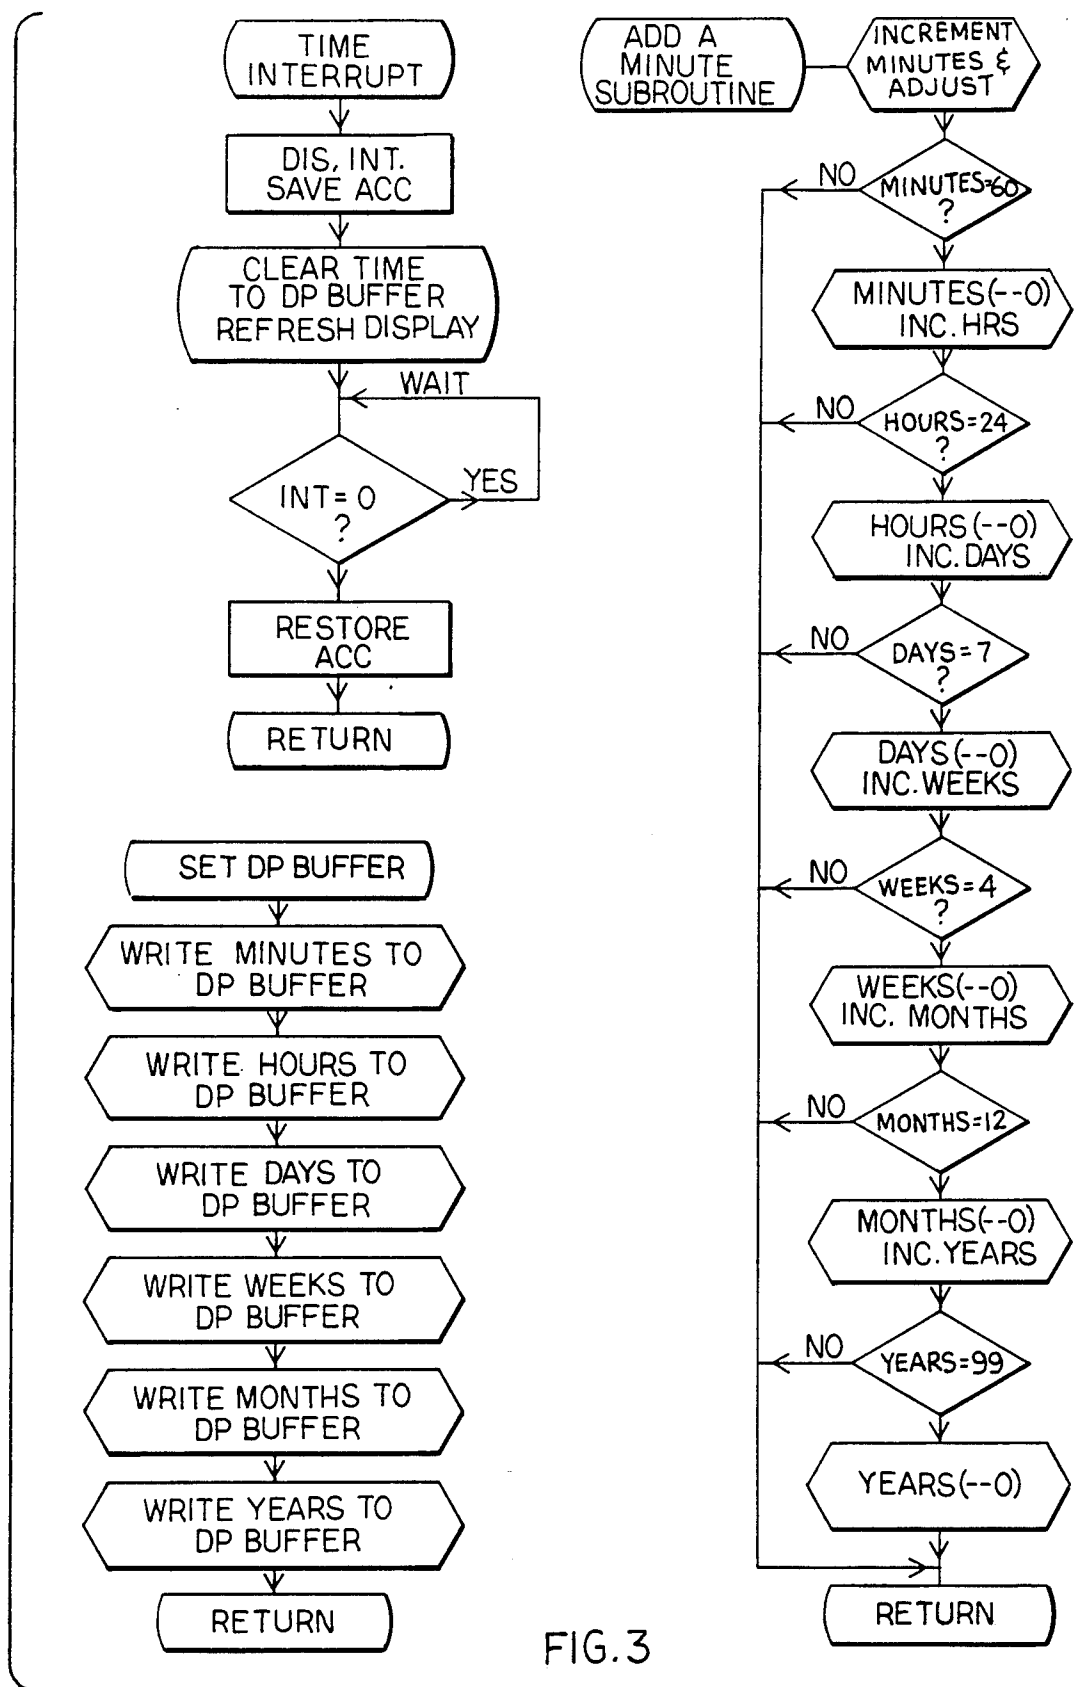 TIME
INTERRUPT
DIS, INT.
SAVE ACC
CLEAR TIME
TO DP BUFFER
REFRESH DISPLAY
WAIT
INT = 0
?
YES
RESTORE
ACC
RETURN
SET DP BUFFER
WRITE MINUTES TO
DP BUFFER
WRITE HOURS TO
DP BUFFER
WRITE DAYS TO
DP BUFFER
WRITE WEEKS TO
DP BUFFER
WRITE MONTHS TO
DP BUFFER
WRITE YEARS TO
DP BUFFER
RETURN
ADD A
MINUTE
SUBROUTINE
INCREMENT
MINUTES &
ADJUST
NO
MINUTES=60
?
MINUTES(--0)
INC. HRS
NO
HOURS=24
?
HOURS(--0)
INC. DAYS
NO
DAYS=7
?
DAYS(--0)
INC. WEEKS
NO
WEEKS=4
?
WEEKS(--0)
INC. MONTHS
NO
MONTHS=12
MONTHS(--0)
INC. YEARS
NO
YEARS=99
YEARS(--0)
RETURN
FIG. 3